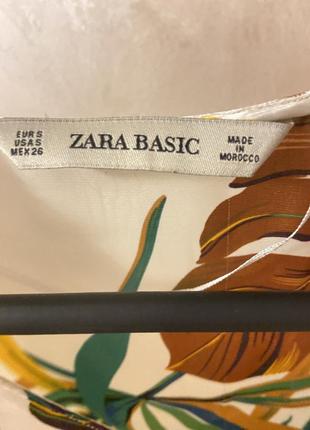 EUR S
USA S
MEX 26
ZARA BASIC
MADE
IN
MOROCCO